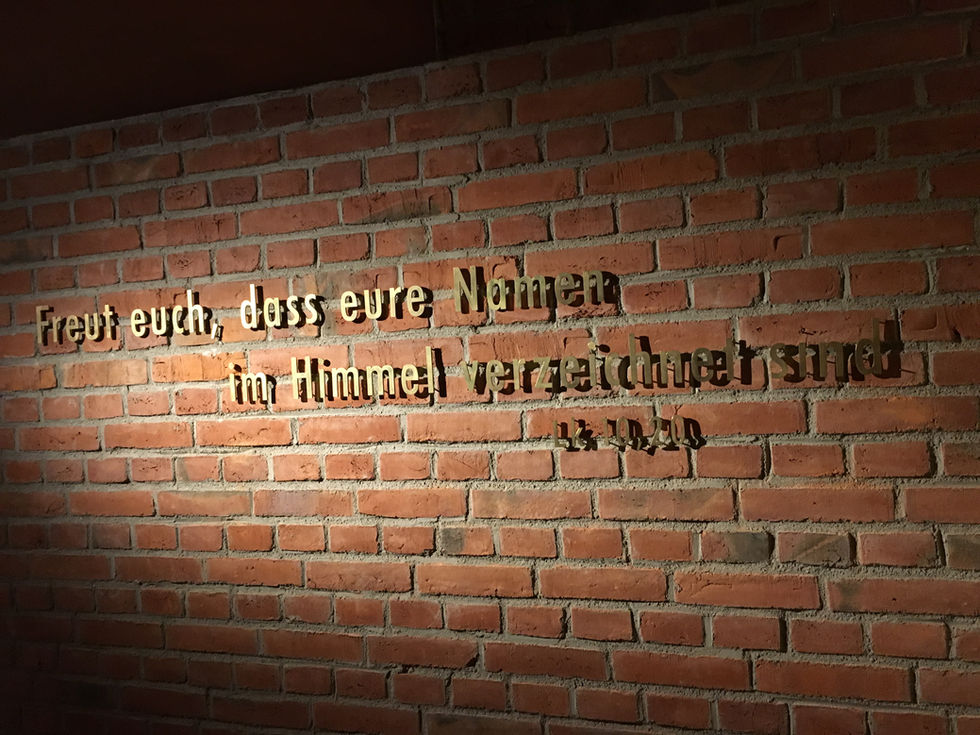 Freut euch, dass eure Namen
im Himmel verzeichnet sind
Lk. 10,20